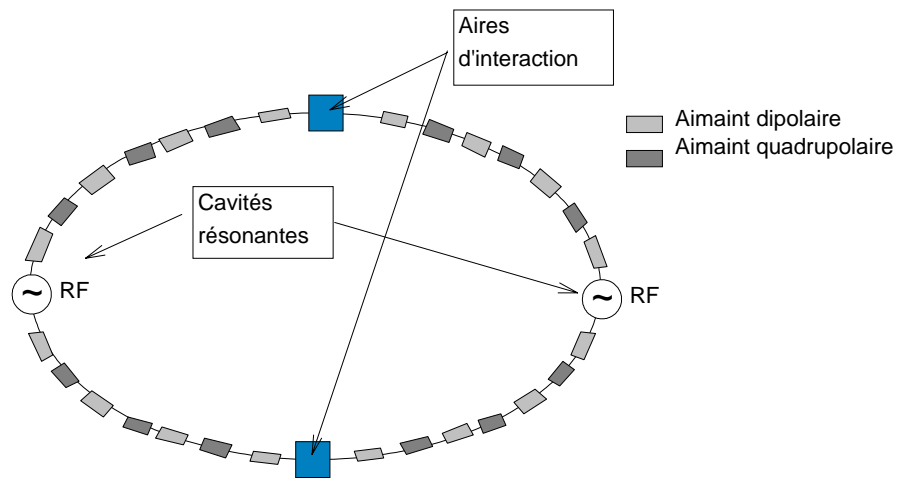 Aires
d'interaction
Aimaint dipolaire
Aimaint quadrupolaire
Cavités
résonantes
~ RF
~ RF